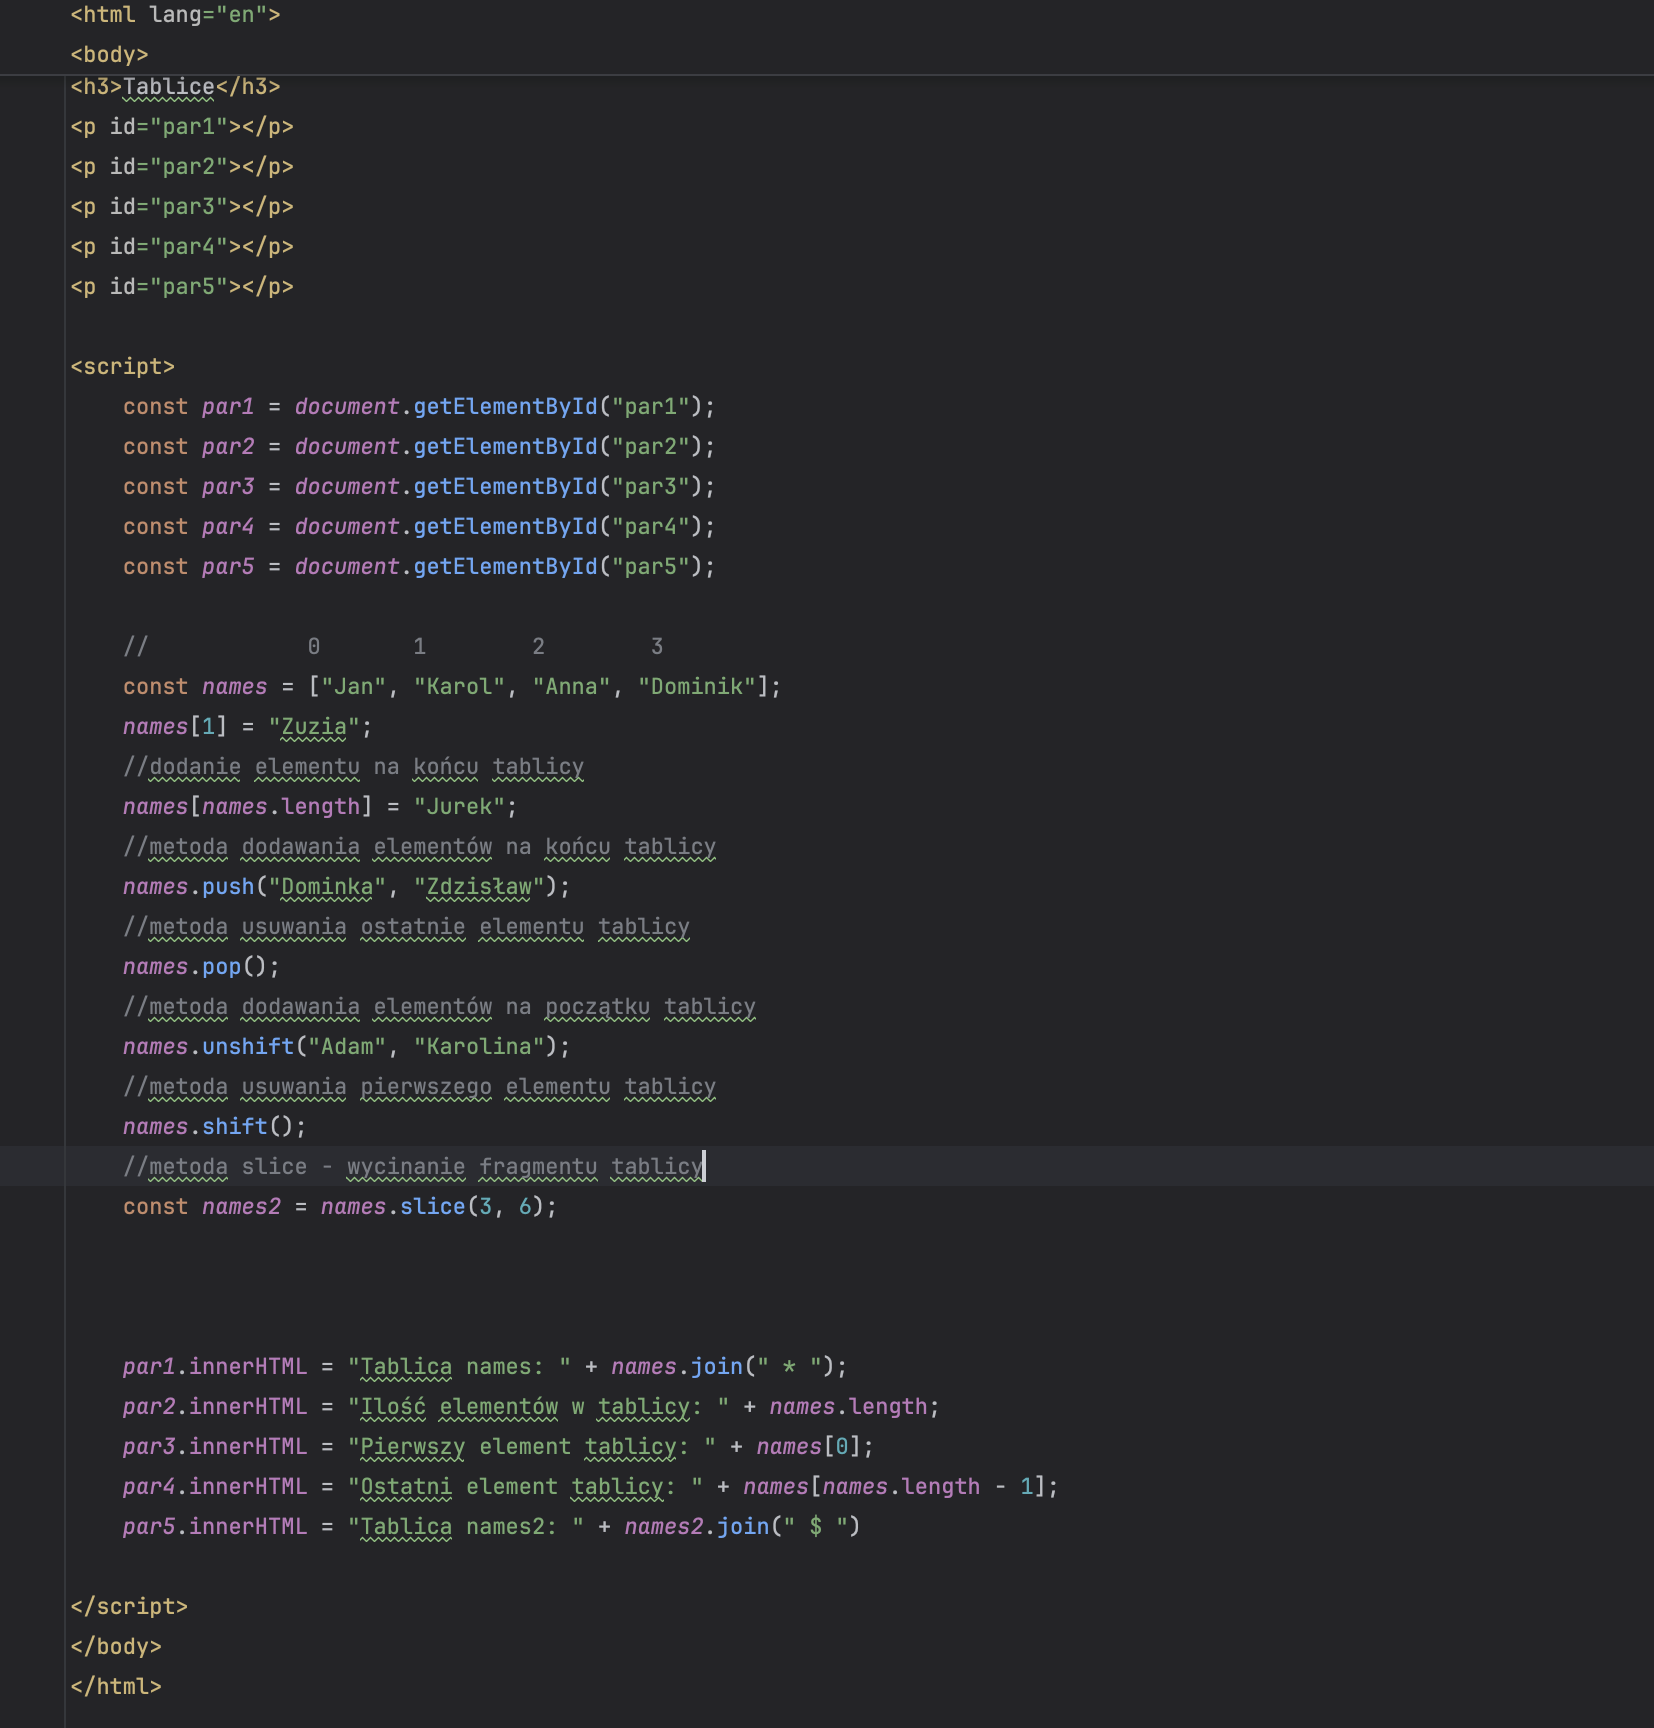 <html lang="en">
<body>
<h3>Tablice</h3>
<p id="par1"></p>
<p id="par2"></p>
<p id="par3"></p>
<p id="par4"></p>
<p id="par5"></p>
<script>
const par1 = document.getElementById("par1");
const par2 = document.getElementById("par2");
const par3 = document.getElementById("par3");
const par4 = document.getElementById("par4");
const par5 = document.getElementById("par5");
// 0 1 2 3
const names = ["Jan", "Karol", "Anna", "Dominik"];
names[1] = "Zuzia";
//dodanie elementu na końcu tablicy
names[names.length] = "Jurek";
//metoda dodawania elementów na końcu tablicy
names.push("Dominka", "Zdzisław");
//metoda usuwania ostatnie elementu tablicy
names.pop();
//metoda dodawania elementów na początku tablicy
names.unshift("Adam", "Karolina");
//metoda usuwania pierwszego elementu tablicy
names.shift();
//metoda slice - wycinanie fragmentu tablicy
const names2 = names.slice(3, 6);
par1.innerHTML = "Tablica names: " + names.join(" * ");
par2.innerHTML = "Ilość elementów w tablicy: " + names.length;
par3.innerHTML = "Pierwszy element tablicy: " + names[0];
par4.innerHTML = "Ostatni element tablicy: " + names[names.length - 1];
par5.innerHTML = "Tablica names2: " + names2.join(" $ ")
</script>
</body>
</html>